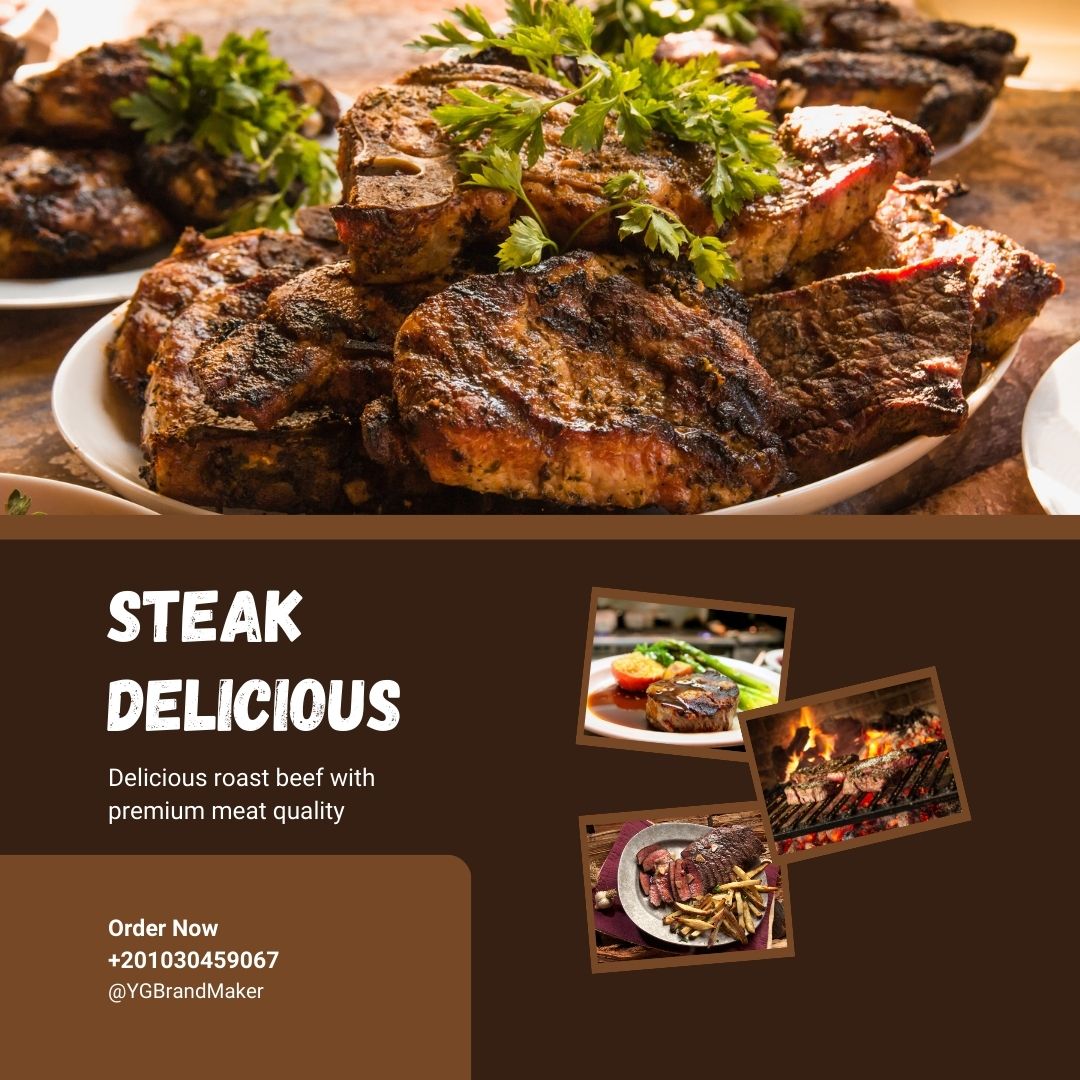 STEAK
DELICIOUS
Delicious roast beef with
premium meat quality
Order Now
+201030459067
@YGBrandMaker